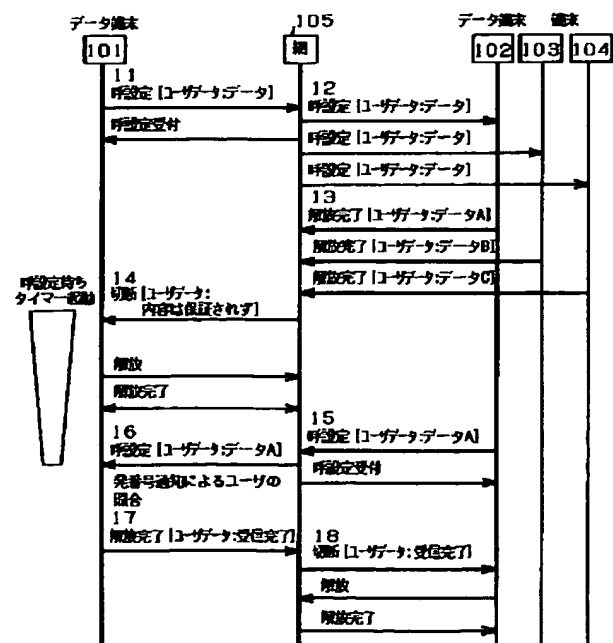 データ端末
105
データ端末
端末
101
網
102
103
104
11
呼設定 [ユーザデータ:データ]
12
呼設定 [ユーザデータ:データ]
呼設定受付
呼設定 [ユーザデータ:データ]
呼設定 [ユーザデータ:データ]
13
解放完了 [ユーザデータ:データA]
解放完了 [ユーザデータ:データB]
14
解放完了 [ユーザデータ:データC]
呼設定待ち
タイマー起動
切断 [ユーザデータ:
内容は保証されず]
解放
解放完了
15
16
呼設定 [ユーザデータ:データA]
呼設定 [ユーザデータ:データA]
呼設定受付
発番号通知によるユーザの
照合
17
解放完了 [ユーザデータ:受信完了]
18
切断 [ユーザデータ:受信完了]
解放
解放完了